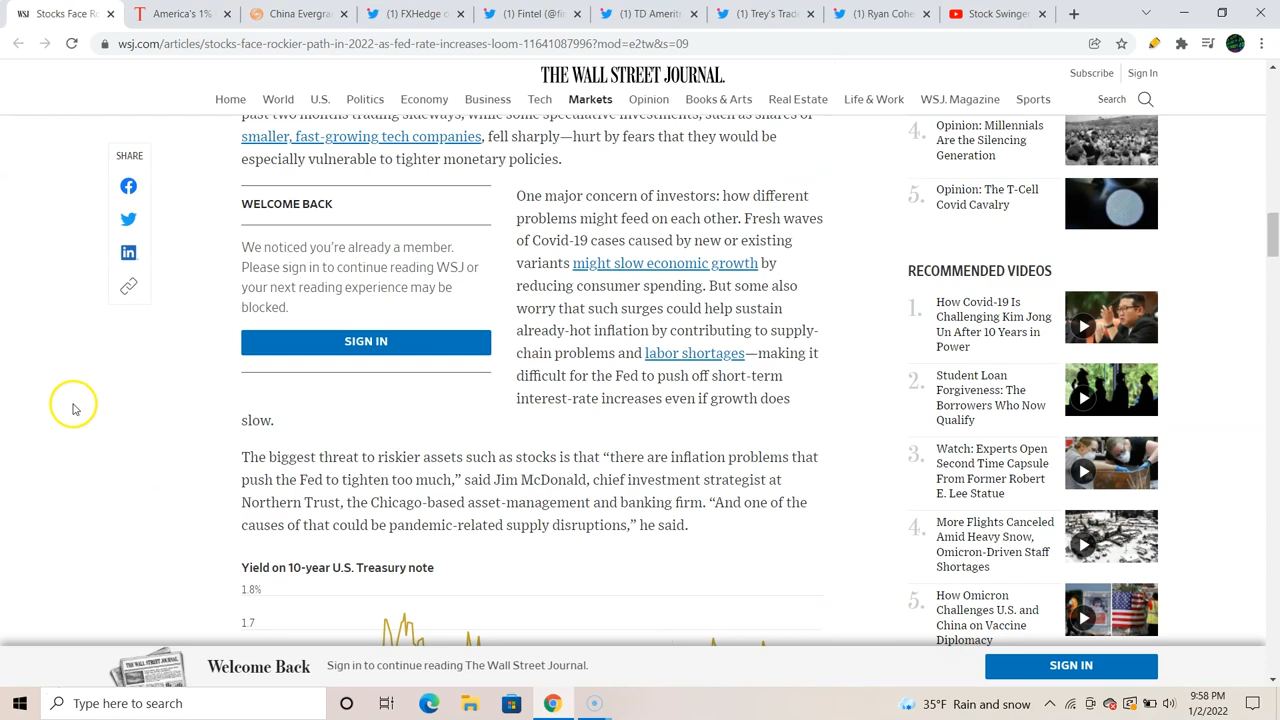 Stocks Face Ro
America's 1%
China Evergran
(1) FXHedge o
(1) Fintel (@fin
(1) TD Ameritr
(1) Trey's Trade
(1) Ryan Cohe
Stock Swinger
wsj.com/articles/stocks-face-rockier-path-in-2022-as-fed-rate-increases-loom-11641087996?mod=e2tw&s=09
THE WALL STREET JOURNAL.
Subscribe
Sign In
Home World U.S. Politics Economy Business Tech Markets Opinion Books & Arts Real Estate Life & Work WSJ. Magazine Sports
Search
past two months trading sideways, while some speculative investments, such as shares of
smaller, fast-growing tech companies, fell sharply—hurt by fears that they would be
especially vulnerable to tighter monetary policies.
SHARE
WELCOME BACK
We noticed you're already a member.
Please sign in to continue reading WSJ or
your next reading experience may be
blocked.
SIGN IN
One major concern of investors: how different
problems might feed on each other. Fresh waves
of Covid-19 cases caused by new or existing
variants might slow economic growth by
reducing consumer spending. But some also
worry that such surges could help sustain
already-hot inflation by contributing to supply-
chain problems and labor shortages—making it
difficult for the Fed to push off short-term
interest-rate increases even if growth does
slow.
The biggest threat to riskier assets such as stocks is that “there are inflation problems that
push the Fed to tighten too much,” said Jim McDonald, chief investment strategist at
Northern Trust, the Chicago-based asset-management and banking firm. “And one of the
causes of that could be pandemic-related supply disruptions,” he said.
Yield on 10-year U.S. Treasury note
1.8%
1.7
4. Opinion: Millennials
Are the Silencing
Generation
5. Opinion: The T-Cell
Covid Cavalry
RECOMMENDED VIDEOS
1. How Covid-19 Is
Challenging Kim Jong
Un After 10 Years in
Power
2. Student Loan
Forgiveness: The
Borrowers Who Now
Qualify
3. Watch: Experts Open
Second Time Capsule
From Former Robert
E. Lee Statue
4. More Flights Canceled
Amid Heavy Snow,
Omicron-Driven Staff
Shortages
5. How Omicron
Challenges U.S. and
China on Vaccine
Diplomacy
Welcome Back
Sign in to continue reading The Wall Street Journal.
SIGN IN
Type here to search
35°F Rain and snow
9:58 PM
1/2/2022